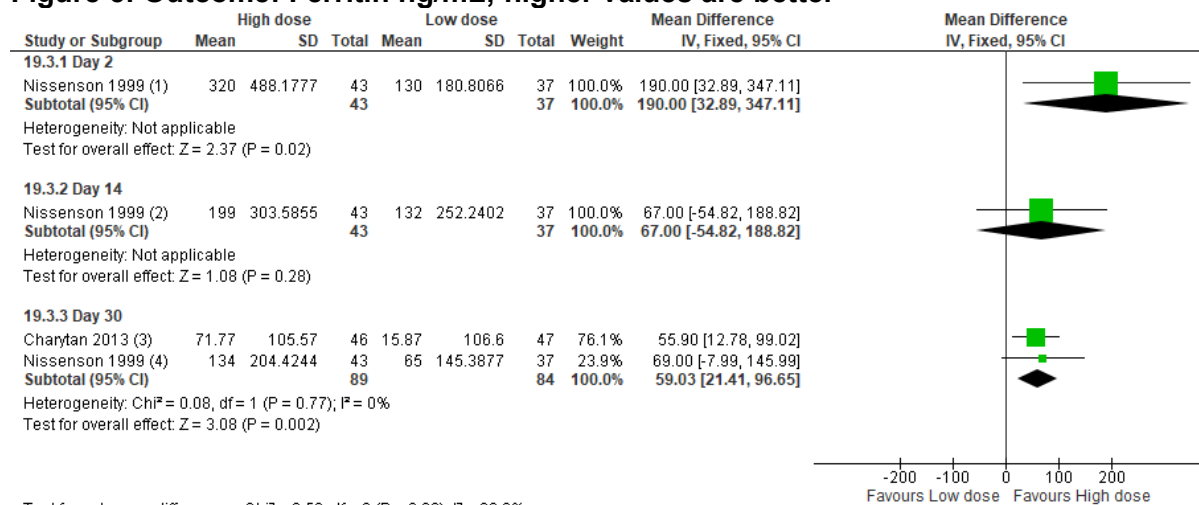 High dose Low dose Mean Difference Mean Difference
Study or Subgroup Mean SD Total Mean SD Total Weight IV, Fixed, 95% CI IV, Fixed, 95% CI
19.3.1 Day 2
Nissenson 1999 (1) 320 488.1777 43 130 180.8066 37 100.0% 190.00 [32.89, 347.11]
Subtotal (95% CI) 43 37 100.0% 190.00 [32.89, 347.11]
Heterogeneity: Not applicable
Test for overall effect: Z = 2.37 (P = 0.02)
19.3.2 Day 14
Nissenson 1999 (2) 199 303.5855 43 132 252.2402 37 100.0% 67.00 [-54.82, 188.82]
Subtotal (95% CI) 43 37 100.0% 67.00 [-54.82, 188.82]
Heterogeneity: Not applicable
Test for overall effect: Z = 1.08 (P = 0.28)
19.3.3 Day 30
Charytan 2013 (3) 71.77 105.57 46 15.87 106.6 47 76.1% 55.90 [12.78, 99.02]
Nissenson 1999 (4) 134 204.4244 43 65 145.3877 37 23.9% 69.00 [-7.99, 145.99]
Subtotal (95% CI) 89 84 100.0% 59.03 [21.41, 96.65]
Heterogeneity: Chi² = 0.08, df = 1 (P = 0.77); I² = 0%
Test for overall effect: Z = 3.08 (P = 0.002)
-200 -100 0 100 200
Favours Low dose Favours High dose